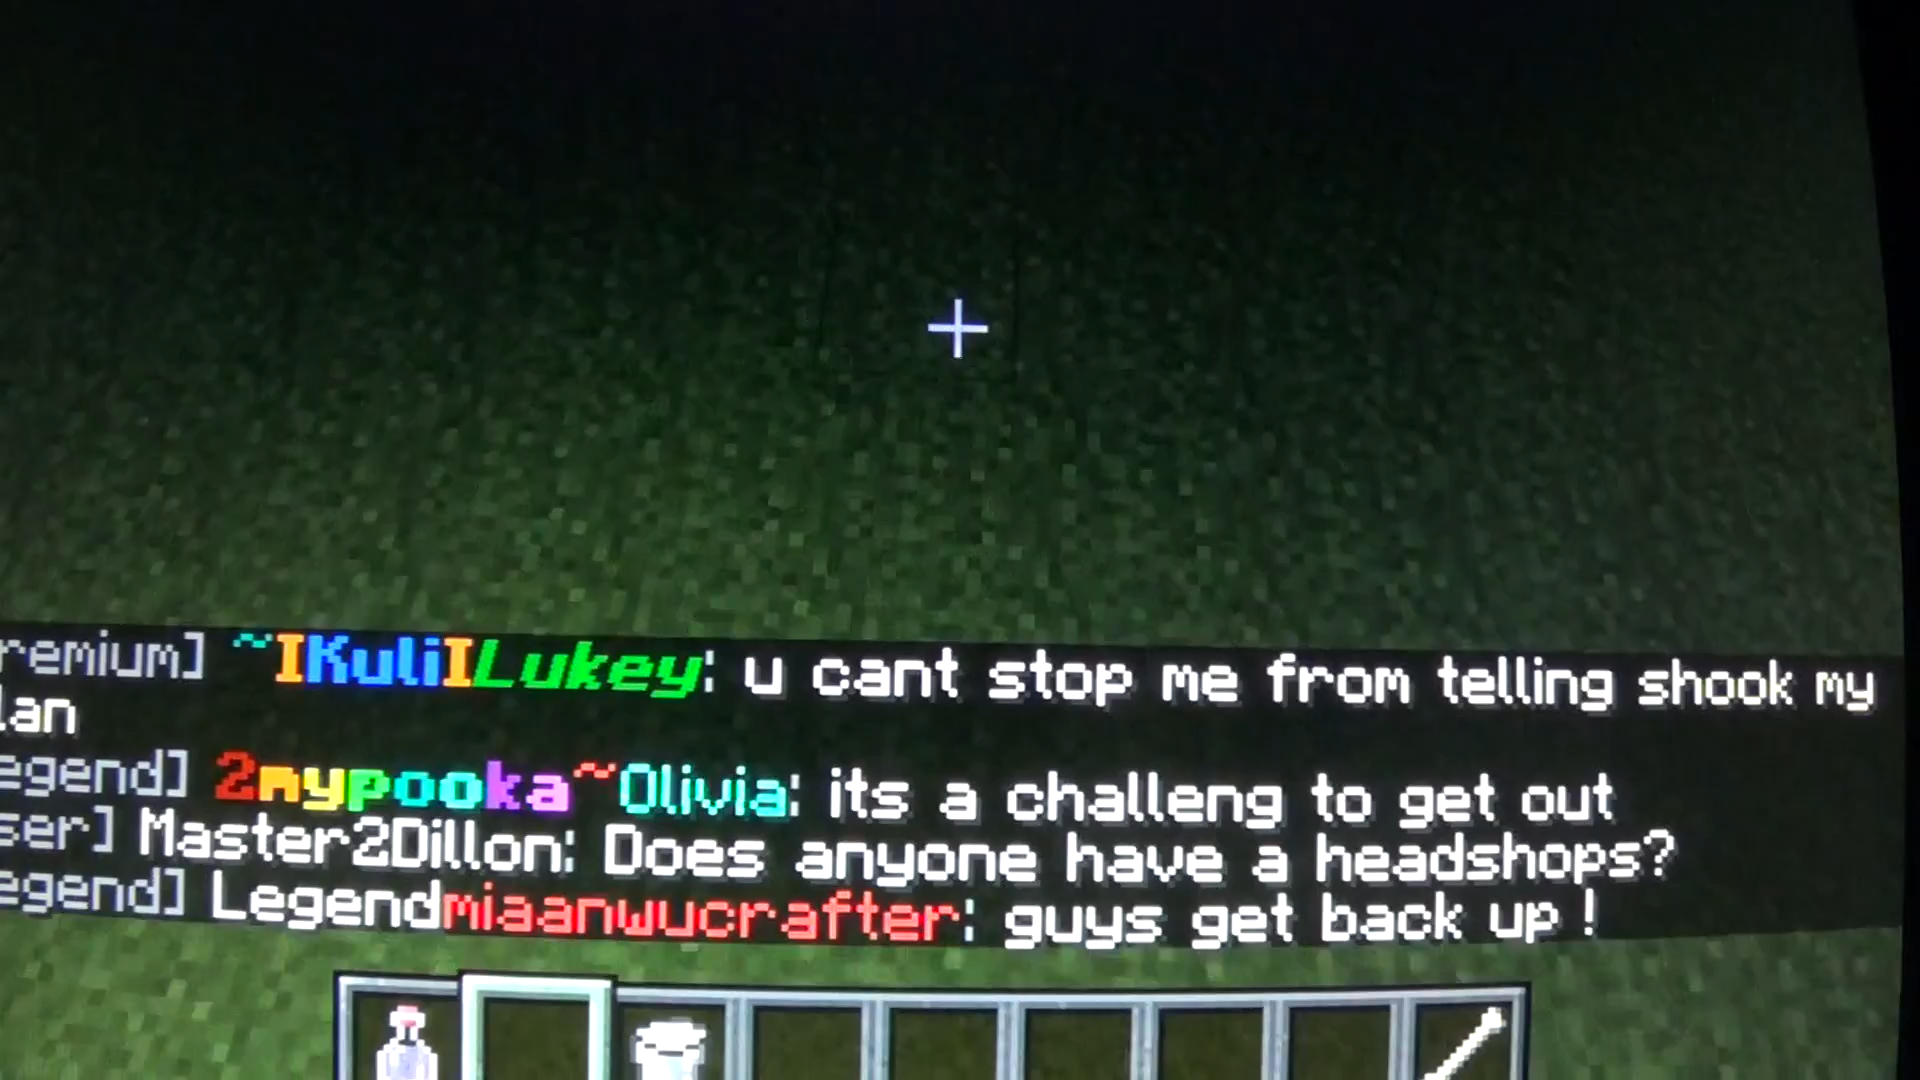 remium] ~IKuliILukey: u cant stop me from telling shook my
lan
egend] 2mypooka~Olivia: its a challeng to get out
ser] Master2Dillon: Does anyone have a headshops?
egend] Legendmiaanwucrafter: guys get back up !